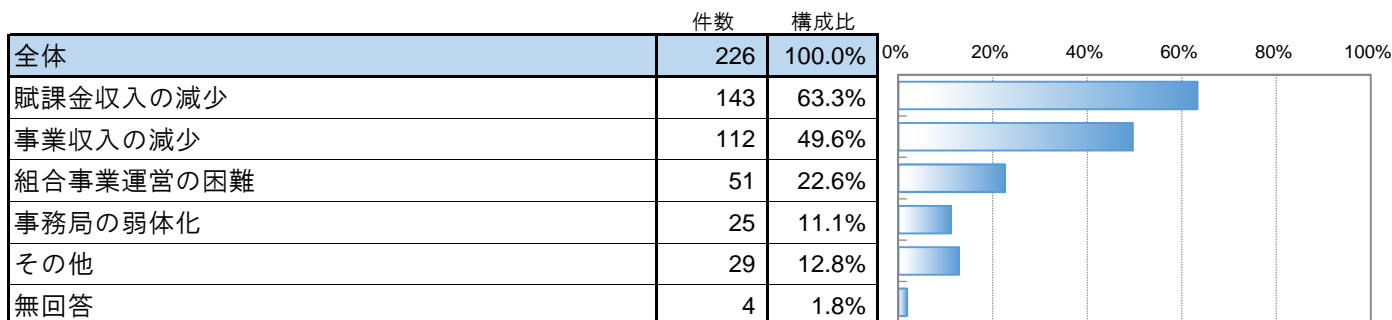 件数 構成比
全体 226 100.0% 0% 20% 40% 60% 80% 100%
賦課金収入の減少 143 63.3%
事業収入の減少 112 49.6%
組合事業運営の困難 51 22.6%
事務局の弱体化 25 11.1%
その他 29 12.8%
無回答 4 1.8%